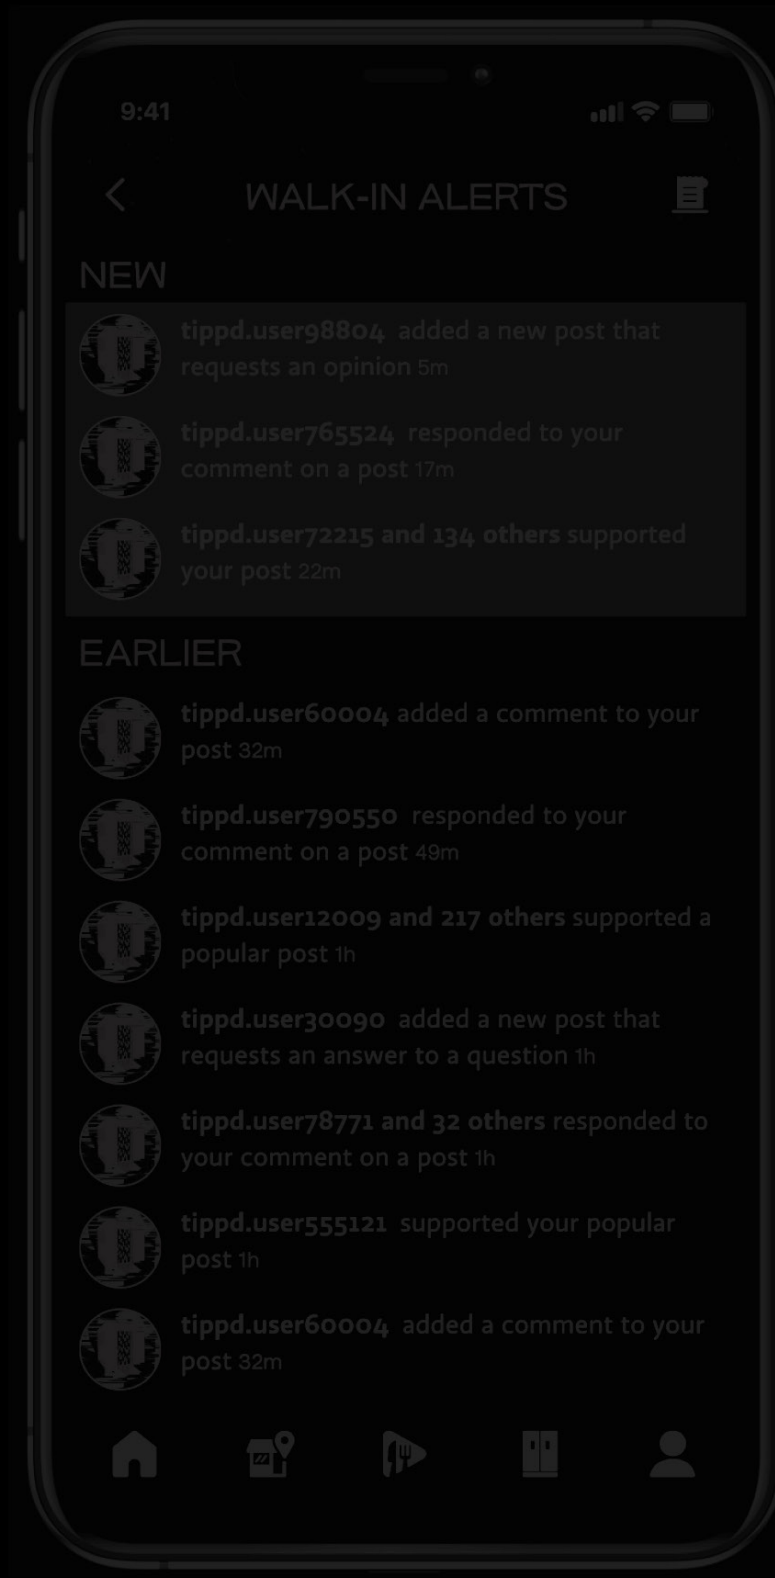 9:41
WALK-IN ALERTS
NEW
tippd.user98804 added a new post that
requests an opinion 5m
tippd.user765524 responded to your
comment on a post 17m
tippd.user72215 and 134 others supported
your post 22m
EARLIER
tippd.user60004 added a comment to your
post 32m
tippd.user790550 responded to your
comment on a post 49m
tippd.user12009 and 217 others supported a
popular post 1h
tippd.user30090 added a new post that
requests an answer to a question 1h
tippd.user78771 and 32 others responded to
your comment on a post 1h
tippd.user555121 supported your popular
post 1h
tippd.user60004 added a comment to your
post 32m